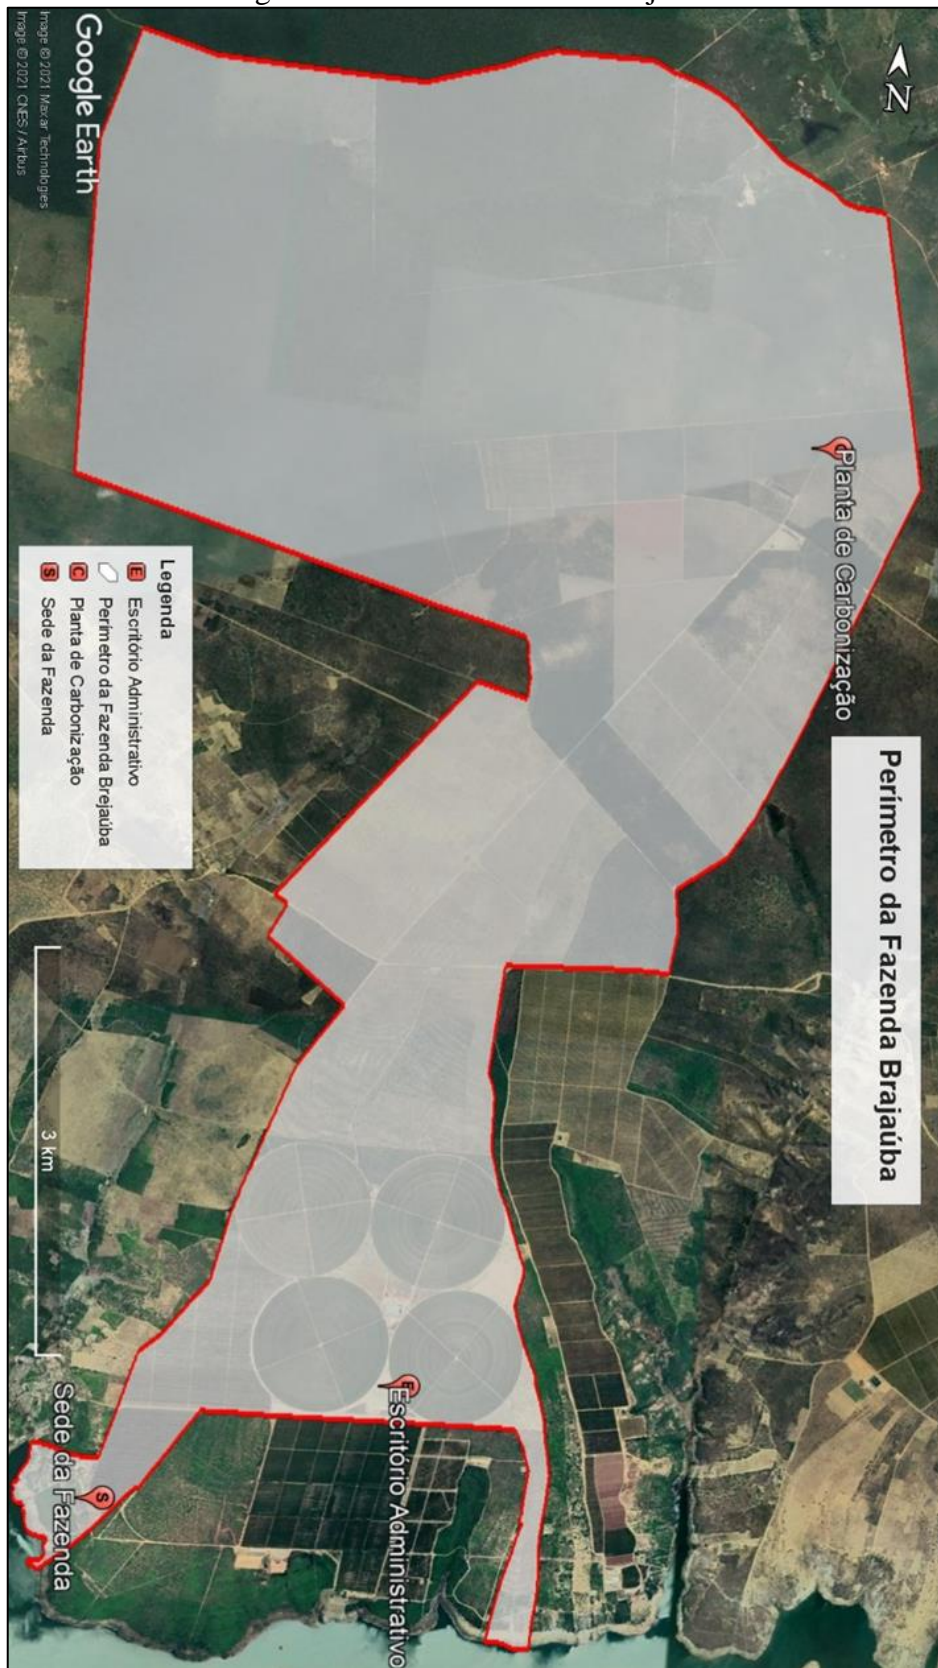 N
Perímetro da Fazenda Brajaúba
Planta de Carbonização
Escritório Administrativo
Sede da Fazenda
Legenda
E Escritório Administrativo
Perímetro da Fazenda Brejaúba
C Planta de Carbonização
S Sede da Fazenda
3 km
Google Earth
Image © 2021 Maxar Technologies
Image © 2021 CNES / Airbus